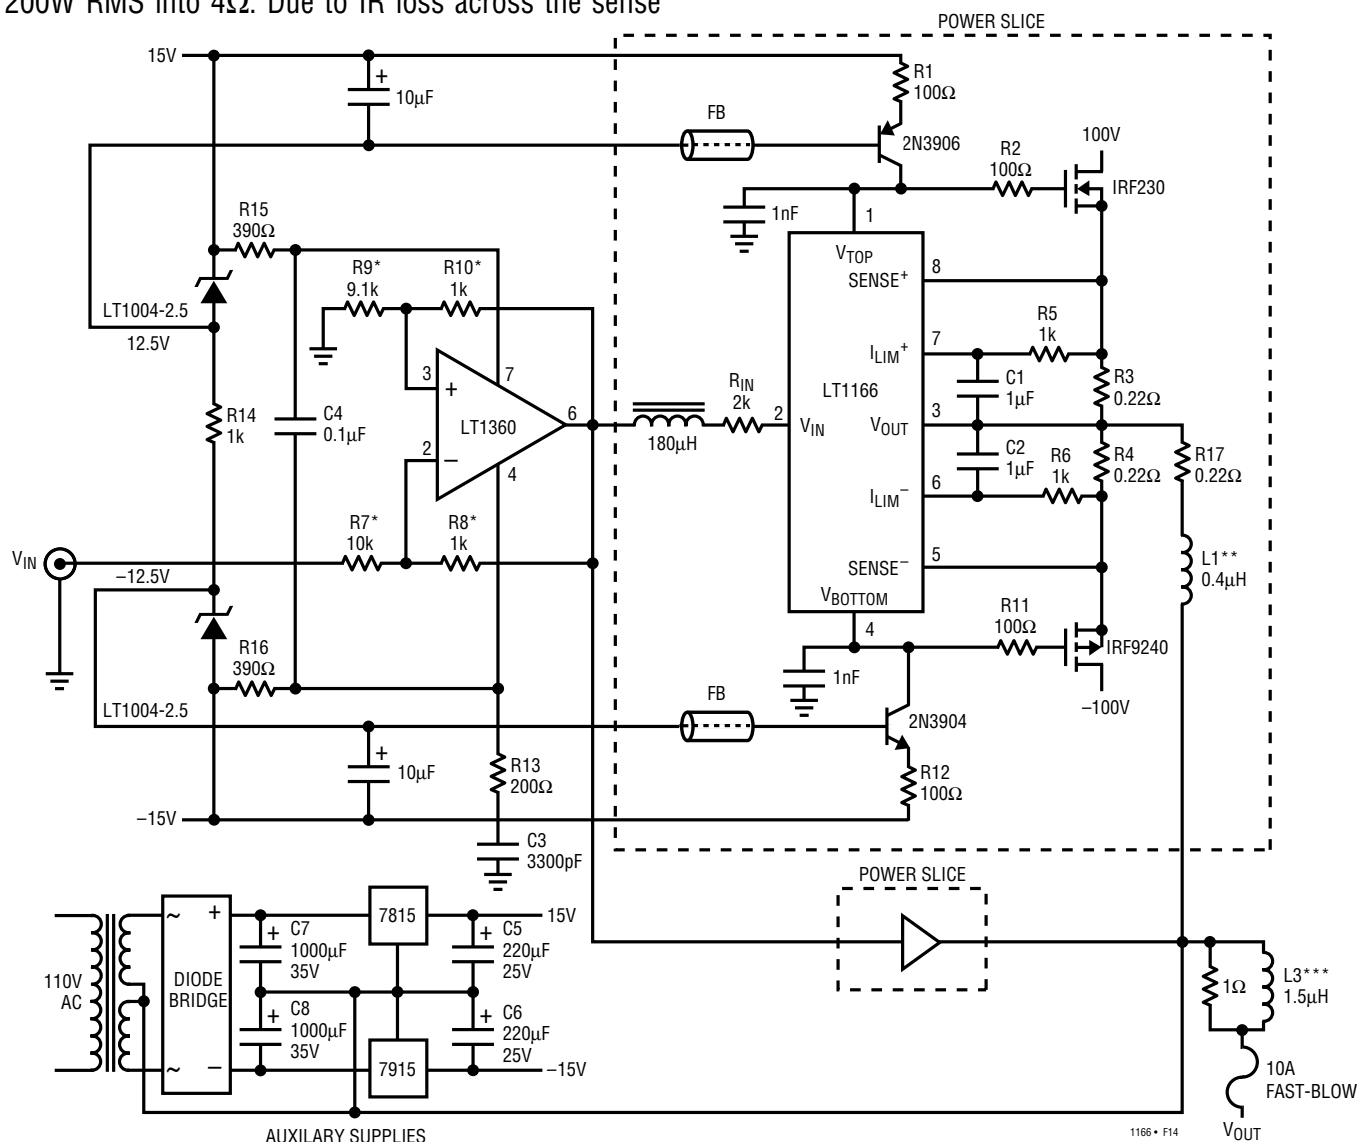 200W RMS into 4Ω. Due to IR loss across the sense
POWER SLICE
15V
+
10µF
FB
R1
100Ω
2N3906
R2
100Ω
100V
IRF230
1nF
1
R15
390Ω
LT1004-2.5
12.5V
R9*
9.1k
R10*
1k
VTOP
SENSE+
8
R5
1k
ILIM+
7
R3
0.22Ω
C1
1µF
LT1166
RIN
2k
2
VIN
VOUT
3
180µH
3
+
7
LT1360
6
2
–
4
R14
1k
C4
0.1µF
C2
1µF
R6
1k
R4
0.22Ω
R17
0.22Ω
ILIM–
6
R7*
10k
R8*
1k
VIN
–12.5V
SENSE–
5
L1**
0.4µH
VBOTTOM
4
R11
100Ω
IRF9240
–100V
1nF
R16
390Ω
LT1004-2.5
FB
2N3904
+
10µF
R13
200Ω
R12
100Ω
–15V
C3
3300pF
POWER SLICE
110V
AC
~
+
DIODE
BRIDGE
~
–
+
C7
1000µF
35V
+
C8
1000µF
35V
7815
7915
+
C5
220µF
25V
+
C6
220µF
25V
15V
–15V
1Ω
L3***
1.5µH
10A
FAST-BLOW
VOUT
AUXILARY SUPPLIES
1166 • F14